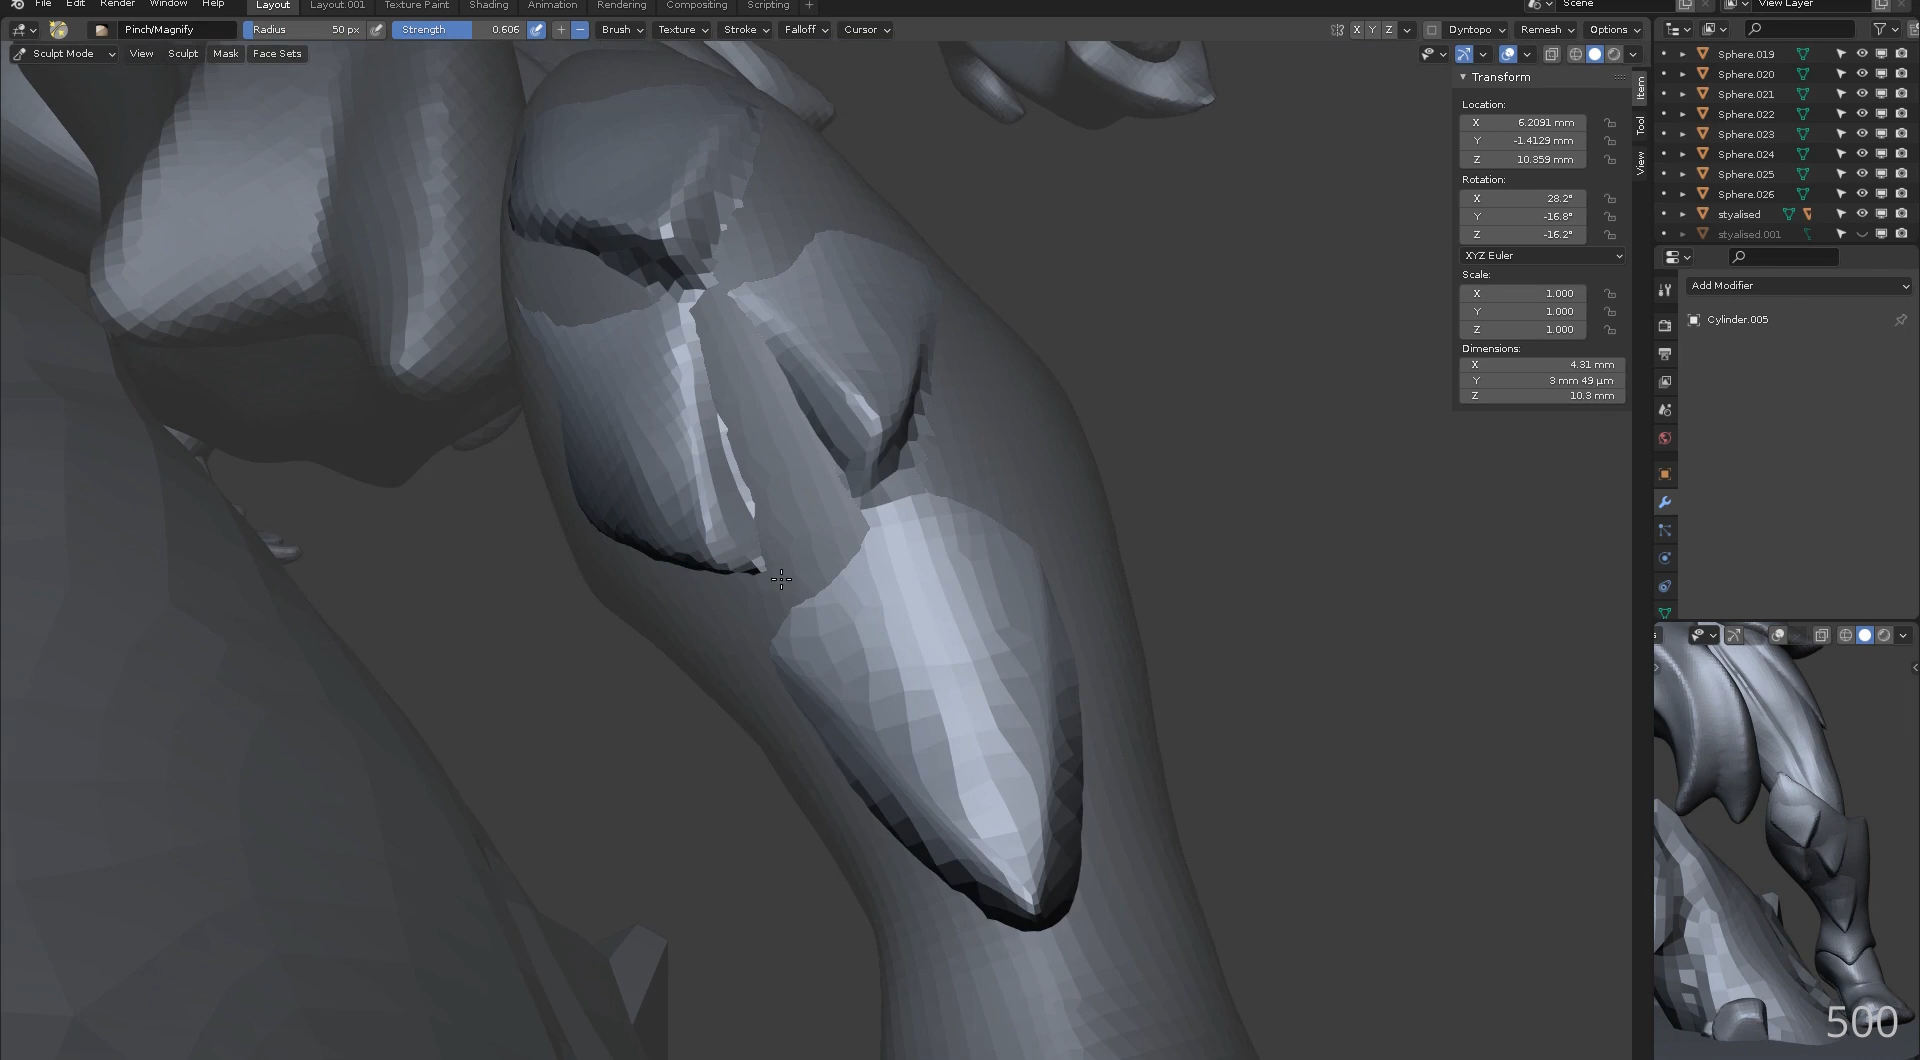 File Edit Render Window Help Layout Layout.001 Texture Paint Shading Animation Rendering Compositing Scripting + Scene View Layer
Pinch/Magnify Radius 50 px Strength 0.606 Brush Texture Stroke Falloff Cursor X Y Z Dyntopo Remesh Options
Sculpt Mode View Sculpt Mask Face Sets
Transform
Location:
X 6.2091 mm
Y -1.4129 mm
Z 10.359 mm
Rotation:
X 28.2°
Y -16.8°
Z -16.2°
XYZ Euler
Scale:
X 1.000
Y 1.000
Z 1.000
Dimensions:
X 4.31 mm
Y 3 mm 49 µm
Z 10.3 mm
Item
Tool
View
Sphere.019
Sphere.020
Sphere.021
Sphere.022
Sphere.023
Sphere.024
Sphere.025
Sphere.026
styalised
styalised.001
Add Modifier
Cylinder.005
500